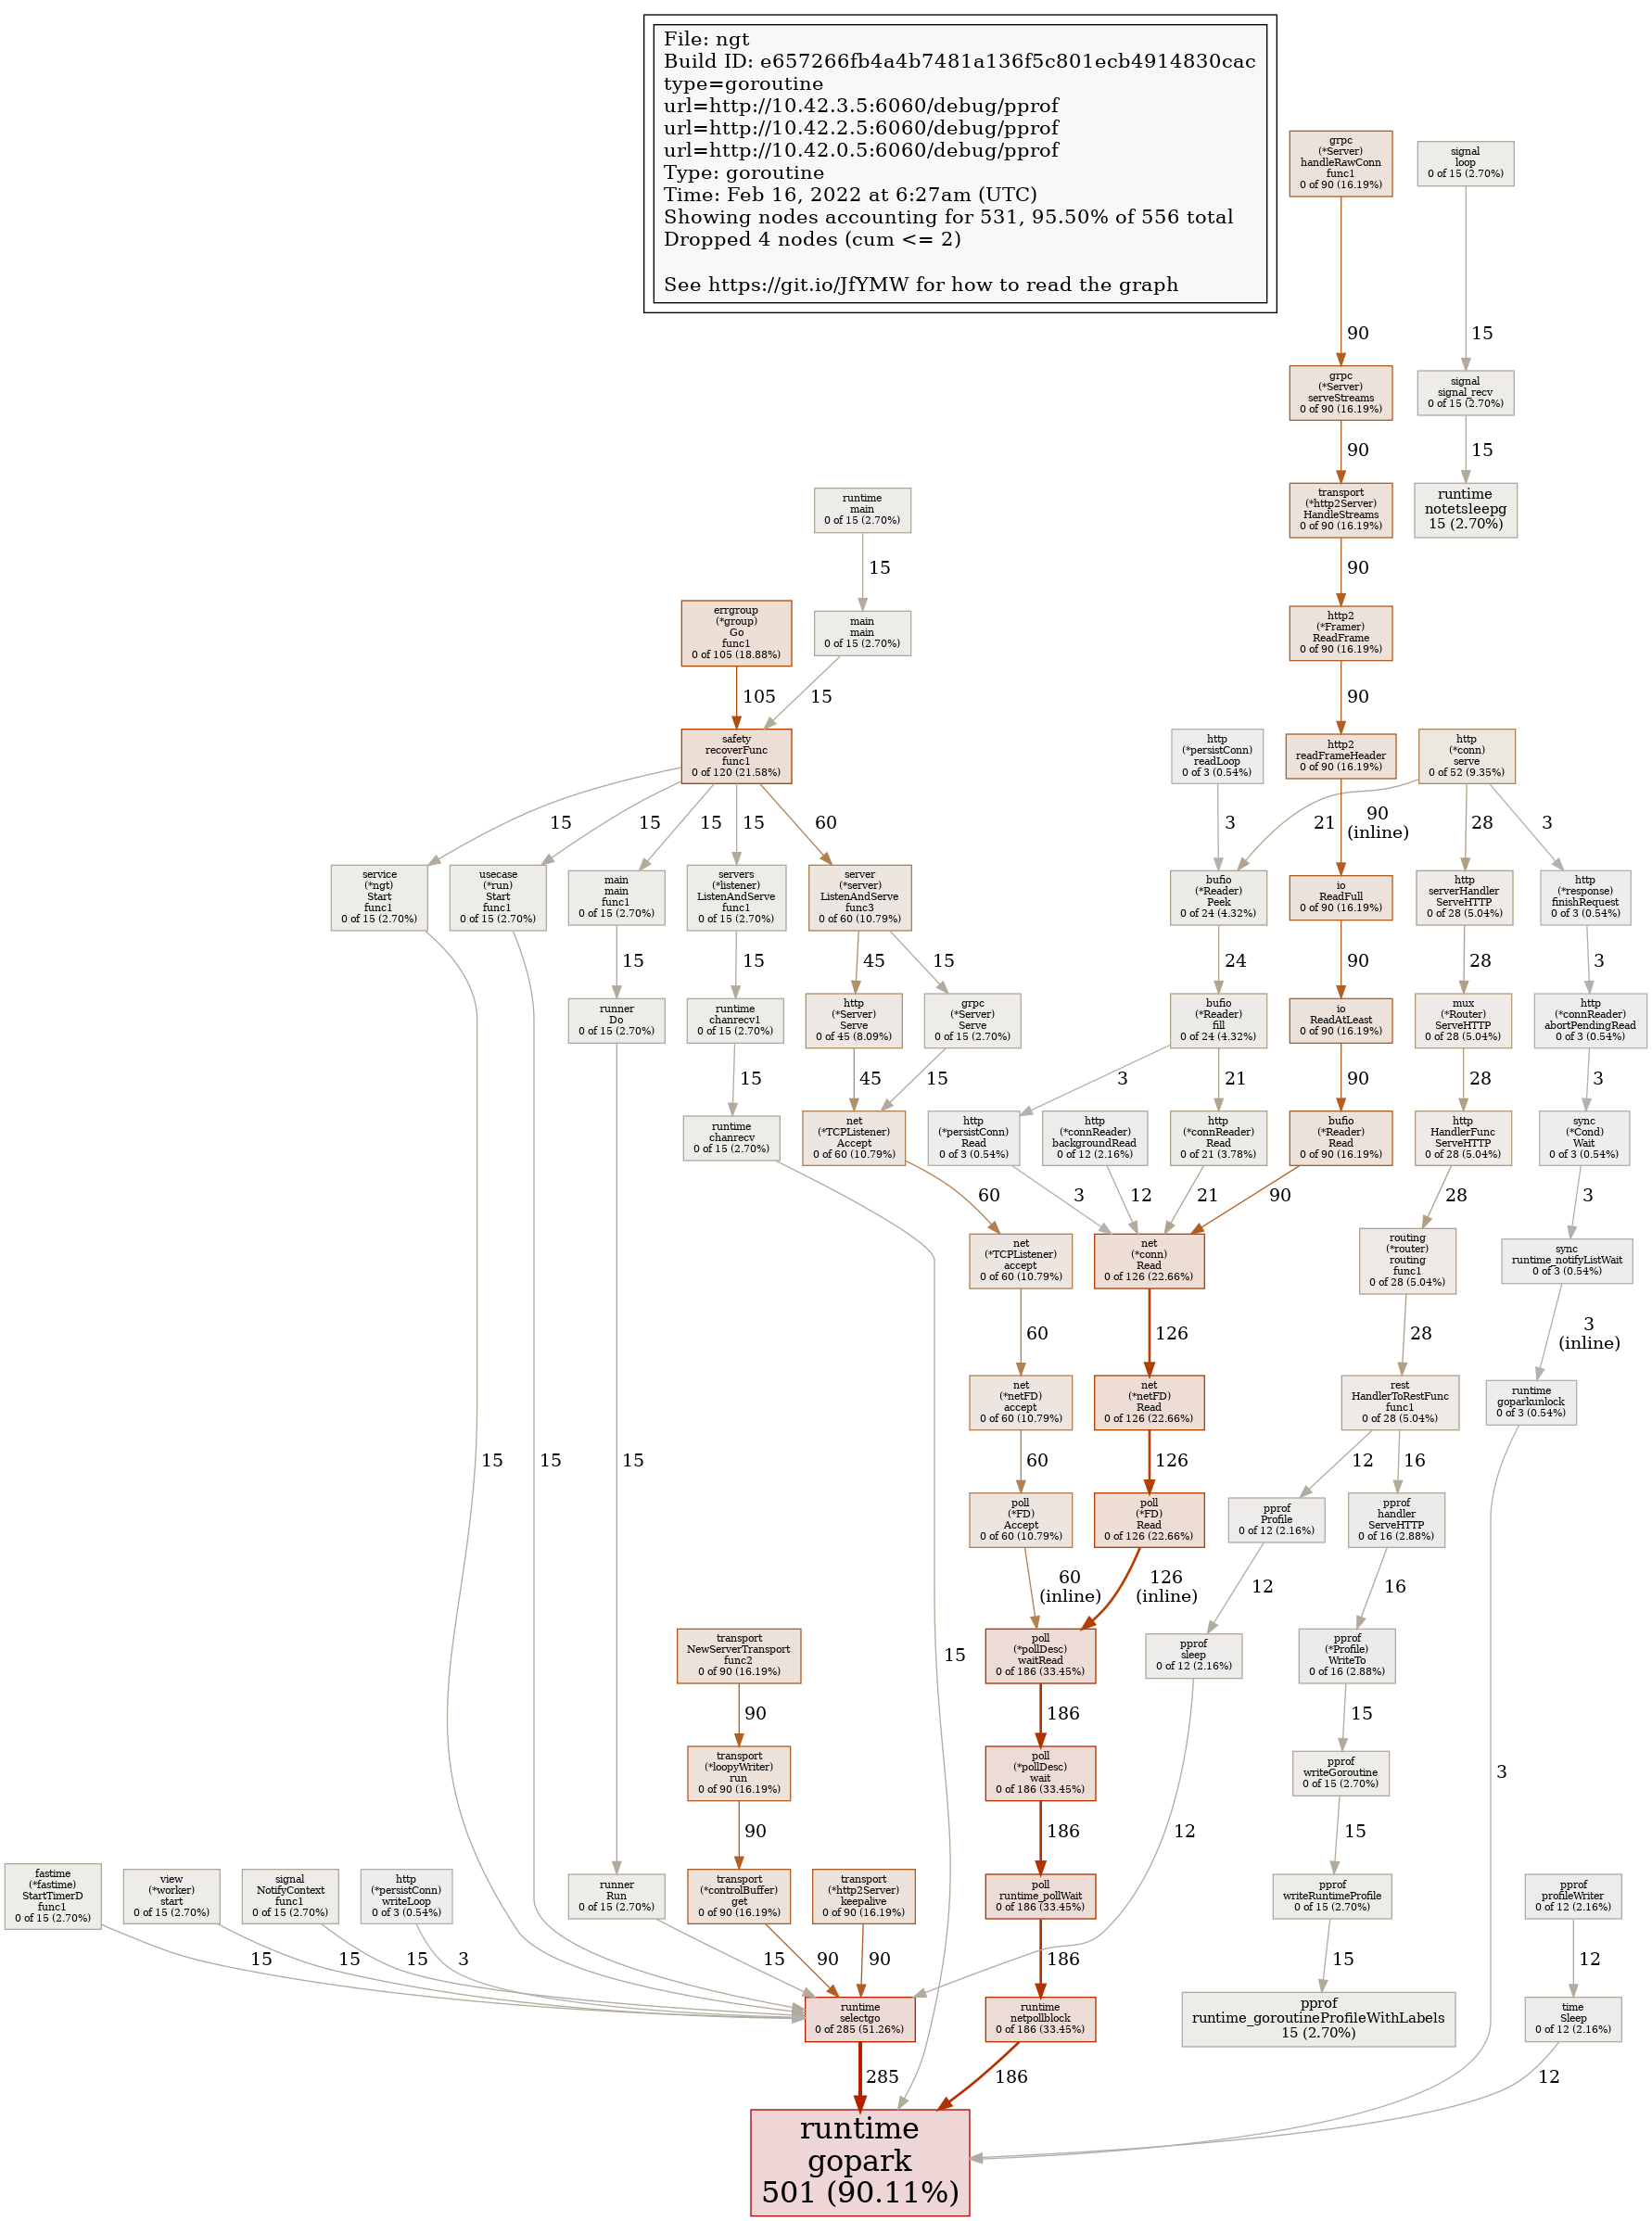 File: ngt
Build ID: e657266fb4a4b7481a136f5c801ecb4914830cac
type=goroutine
url=http://10.42.3.5:6060/debug/pprof
url=http://10.42.2.5:6060/debug/pprof
url=http://10.42.0.5:6060/debug/pprof
Type: goroutine
Time: Feb 16, 2022 at 6:27am (UTC)
Showing nodes accounting for 531, 95.50% of 556 total
Dropped 4 nodes (cum <= 2)
See https://git.io/JfYMW for how to read the graph
grpc
(*Server)
handleRawConn
func1
0 of 90 (16.19%)
signal
loop
0 of 15 (2.70%)
90
15
grpc
(*Server)
serveStreams
0 of 90 (16.19%)
signal
signal_recv
0 of 15 (2.70%)
90
15
runtime
main
0 of 15 (2.70%)
transport
(*http2Server)
HandleStreams
0 of 90 (16.19%)
runtime
notetsleepg
15 (2.70%)
15
90
errgroup
(*group)
Go
func1
0 of 105 (18.88%)
main
main
0 of 15 (2.70%)
http2
(*Framer)
ReadFrame
0 of 90 (16.19%)
105
15
90
safety
recoverFunc
func1
0 of 120 (21.58%)
http
(*persistConn)
readLoop
0 of 3 (0.54%)
http2
readFrameHeader
0 of 90 (16.19%)
http
(*conn)
serve
0 of 52 (9.35%)
15
15
15
15
60
3
21
90
(inline)
28
3
service
(*ngt)
Start
func1
0 of 15 (2.70%)
usecase
(*run)
Start
func1
0 of 15 (2.70%)
main
main
func1
0 of 15 (2.70%)
servers
(*listener)
ListenAndServe
func1
0 of 15 (2.70%)
server
(*server)
ListenAndServe
func3
0 of 60 (10.79%)
bufio
(*Reader)
Peek
0 of 24 (4.32%)
io
ReadFull
0 of 90 (16.19%)
http
serverHandler
ServeHTTP
0 of 28 (5.04%)
http
(*response)
finishRequest
0 of 3 (0.54%)
15
15
45
15
24
90
28
3
runner
Do
0 of 15 (2.70%)
runtime
chanrecv1
0 of 15 (2.70%)
http
(*Server)
Serve
0 of 45 (8.09%)
grpc
(*Server)
Serve
0 of 15 (2.70%)
bufio
(*Reader)
fill
0 of 24 (4.32%)
io
ReadAtLeast
0 of 90 (16.19%)
mux
(*Router)
ServeHTTP
0 of 28 (5.04%)
http
(*connReader)
abortPendingRead
0 of 3 (0.54%)
15
45
15
3
21
90
28
3
runtime
chanrecv
0 of 15 (2.70%)
net
(*TCPListener)
Accept
0 of 60 (10.79%)
http
(*persistConn)
Read
0 of 3 (0.54%)
http
(*connReader)
backgroundRead
0 of 12 (2.16%)
http
(*connReader)
Read
0 of 21 (3.78%)
bufio
(*Reader)
Read
0 of 90 (16.19%)
http
HandlerFunc
ServeHTTP
0 of 28 (5.04%)
sync
(*Cond)
Wait
0 of 3 (0.54%)
60
3
12
21
90
28
3
net
(*TCPListener)
accept
0 of 60 (10.79%)
net
(*conn)
Read
0 of 126 (22.66%)
routing
(*router)
routing
func1
0 of 28 (5.04%)
sync
runtime_notifyListWait
0 of 3 (0.54%)
60
126
28
3
(inline)
net
(*netFD)
accept
0 of 60 (10.79%)
net
(*netFD)
Read
0 of 126 (22.66%)
rest
HandlerToRestFunc
func1
0 of 28 (5.04%)
runtime
goparkunlock
0 of 3 (0.54%)
15
15
15
60
126
12
16
poll
(*FD)
Accept
0 of 60 (10.79%)
poll
(*FD)
Read
0 of 126 (22.66%)
pprof
Profile
0 of 12 (2.16%)
pprof
handler
ServeHTTP
0 of 16 (2.88%)
60
(inline)
126
(inline)
12
16
transport
NewServerTransport
func2
0 of 90 (16.19%)
15
poll
(*pollDesc)
waitRead
0 of 186 (33.45%)
pprof
sleep
0 of 12 (2.16%)
pprof
(*Profile)
WriteTo
0 of 16 (2.88%)
90
186
15
transport
(*loopyWriter)
run
0 of 90 (16.19%)
poll
(*pollDesc)
wait
0 of 186 (33.45%)
pprof
writeGoroutine
0 of 15 (2.70%)
3
90
186
12
15
fastime
(*fastime)
StartTimerD
func1
0 of 15 (2.70%)
view
(*worker)
start
0 of 15 (2.70%)
signal
NotifyContext
func1
0 of 15 (2.70%)
http
(*persistConn)
writeLoop
0 of 3 (0.54%)
runner
Run
0 of 15 (2.70%)
transport
(*controlBuffer)
get
0 of 90 (16.19%)
transport
(*http2Server)
keepalive
0 of 90 (16.19%)
poll
runtime_pollWait
0 of 186 (33.45%)
pprof
writeRuntimeProfile
0 of 15 (2.70%)
pprof
profileWriter
0 of 12 (2.16%)
15
15
15
3
15
90
90
186
15
12
runtime
selectgo
0 of 285 (51.26%)
runtime
netpollblock
0 of 186 (33.45%)
pprof
runtime_goroutineProfileWithLabels
15 (2.70%)
time
Sleep
0 of 12 (2.16%)
285
186
12
runtime
gopark
501 (90.11%)